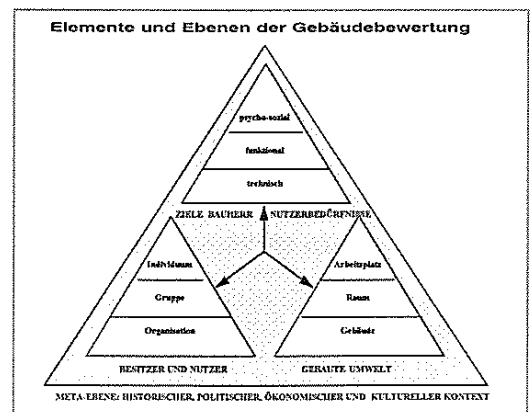 Elemente und Ebenen der Gebäudebewertung
psycho-sozial
funktional
technisch
ZIELE BAUHERR NUTZERBEDÜRFNISSE
Individuum
Gruppe
Organisation
Arbeitsplatz
Raum
Gebäude
BESITZER UND NUTZER
GEBAUTE UMWELT
META-EBENE: HISTORISCHER, POLITISCHER, ÖKONOMISCHER UND KULTURELLER KONTEXT